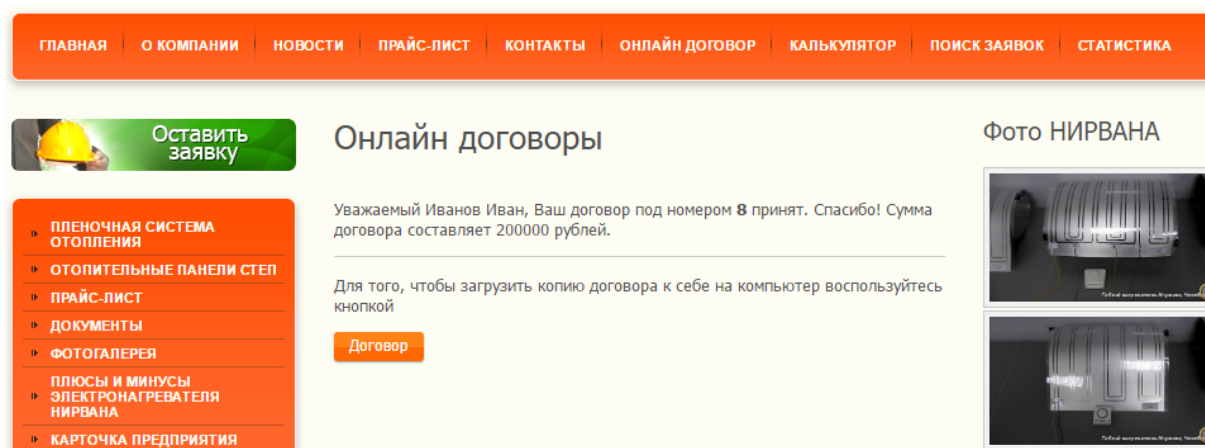 ГЛАВНАЯ О КОМПАНИИ НОВОСТИ ПРАЙС-ЛИСТ КОНТАКТЫ ОНЛАЙН ДОГОВОР КАЛЬКУЛЯТОР ПОИСК ЗАЯВОК СТАТИСТИКА
Оставить
заявку
ПЛЕНОЧНАЯ СИСТЕМА
ОТОПЛЕНИЯ
ОТОПИТЕЛЬНЫЕ ПАНЕЛИ СТЕП
ПРАЙС-ЛИСТ
ДОКУМЕНТЫ
ФОТОГАЛЕРЕЯ
ПЛЮСЫ И МИНУСЫ
ЭЛЕКТРОНАГРЕВАТЕЛЯ
НИРВАНА
КАРТОЧКА ПРЕДПРИЯТИЯ
Онлайн договоры
Уважаемый Иванов Иван, Ваш договор под номером 8 принят. Спасибо! Сумма
договора составляет 200000 рублей.
Для того, чтобы загрузить копию договора к себе на компьютер воспользуйтесь
кнопкой
Договор
Фото НИРВАНА